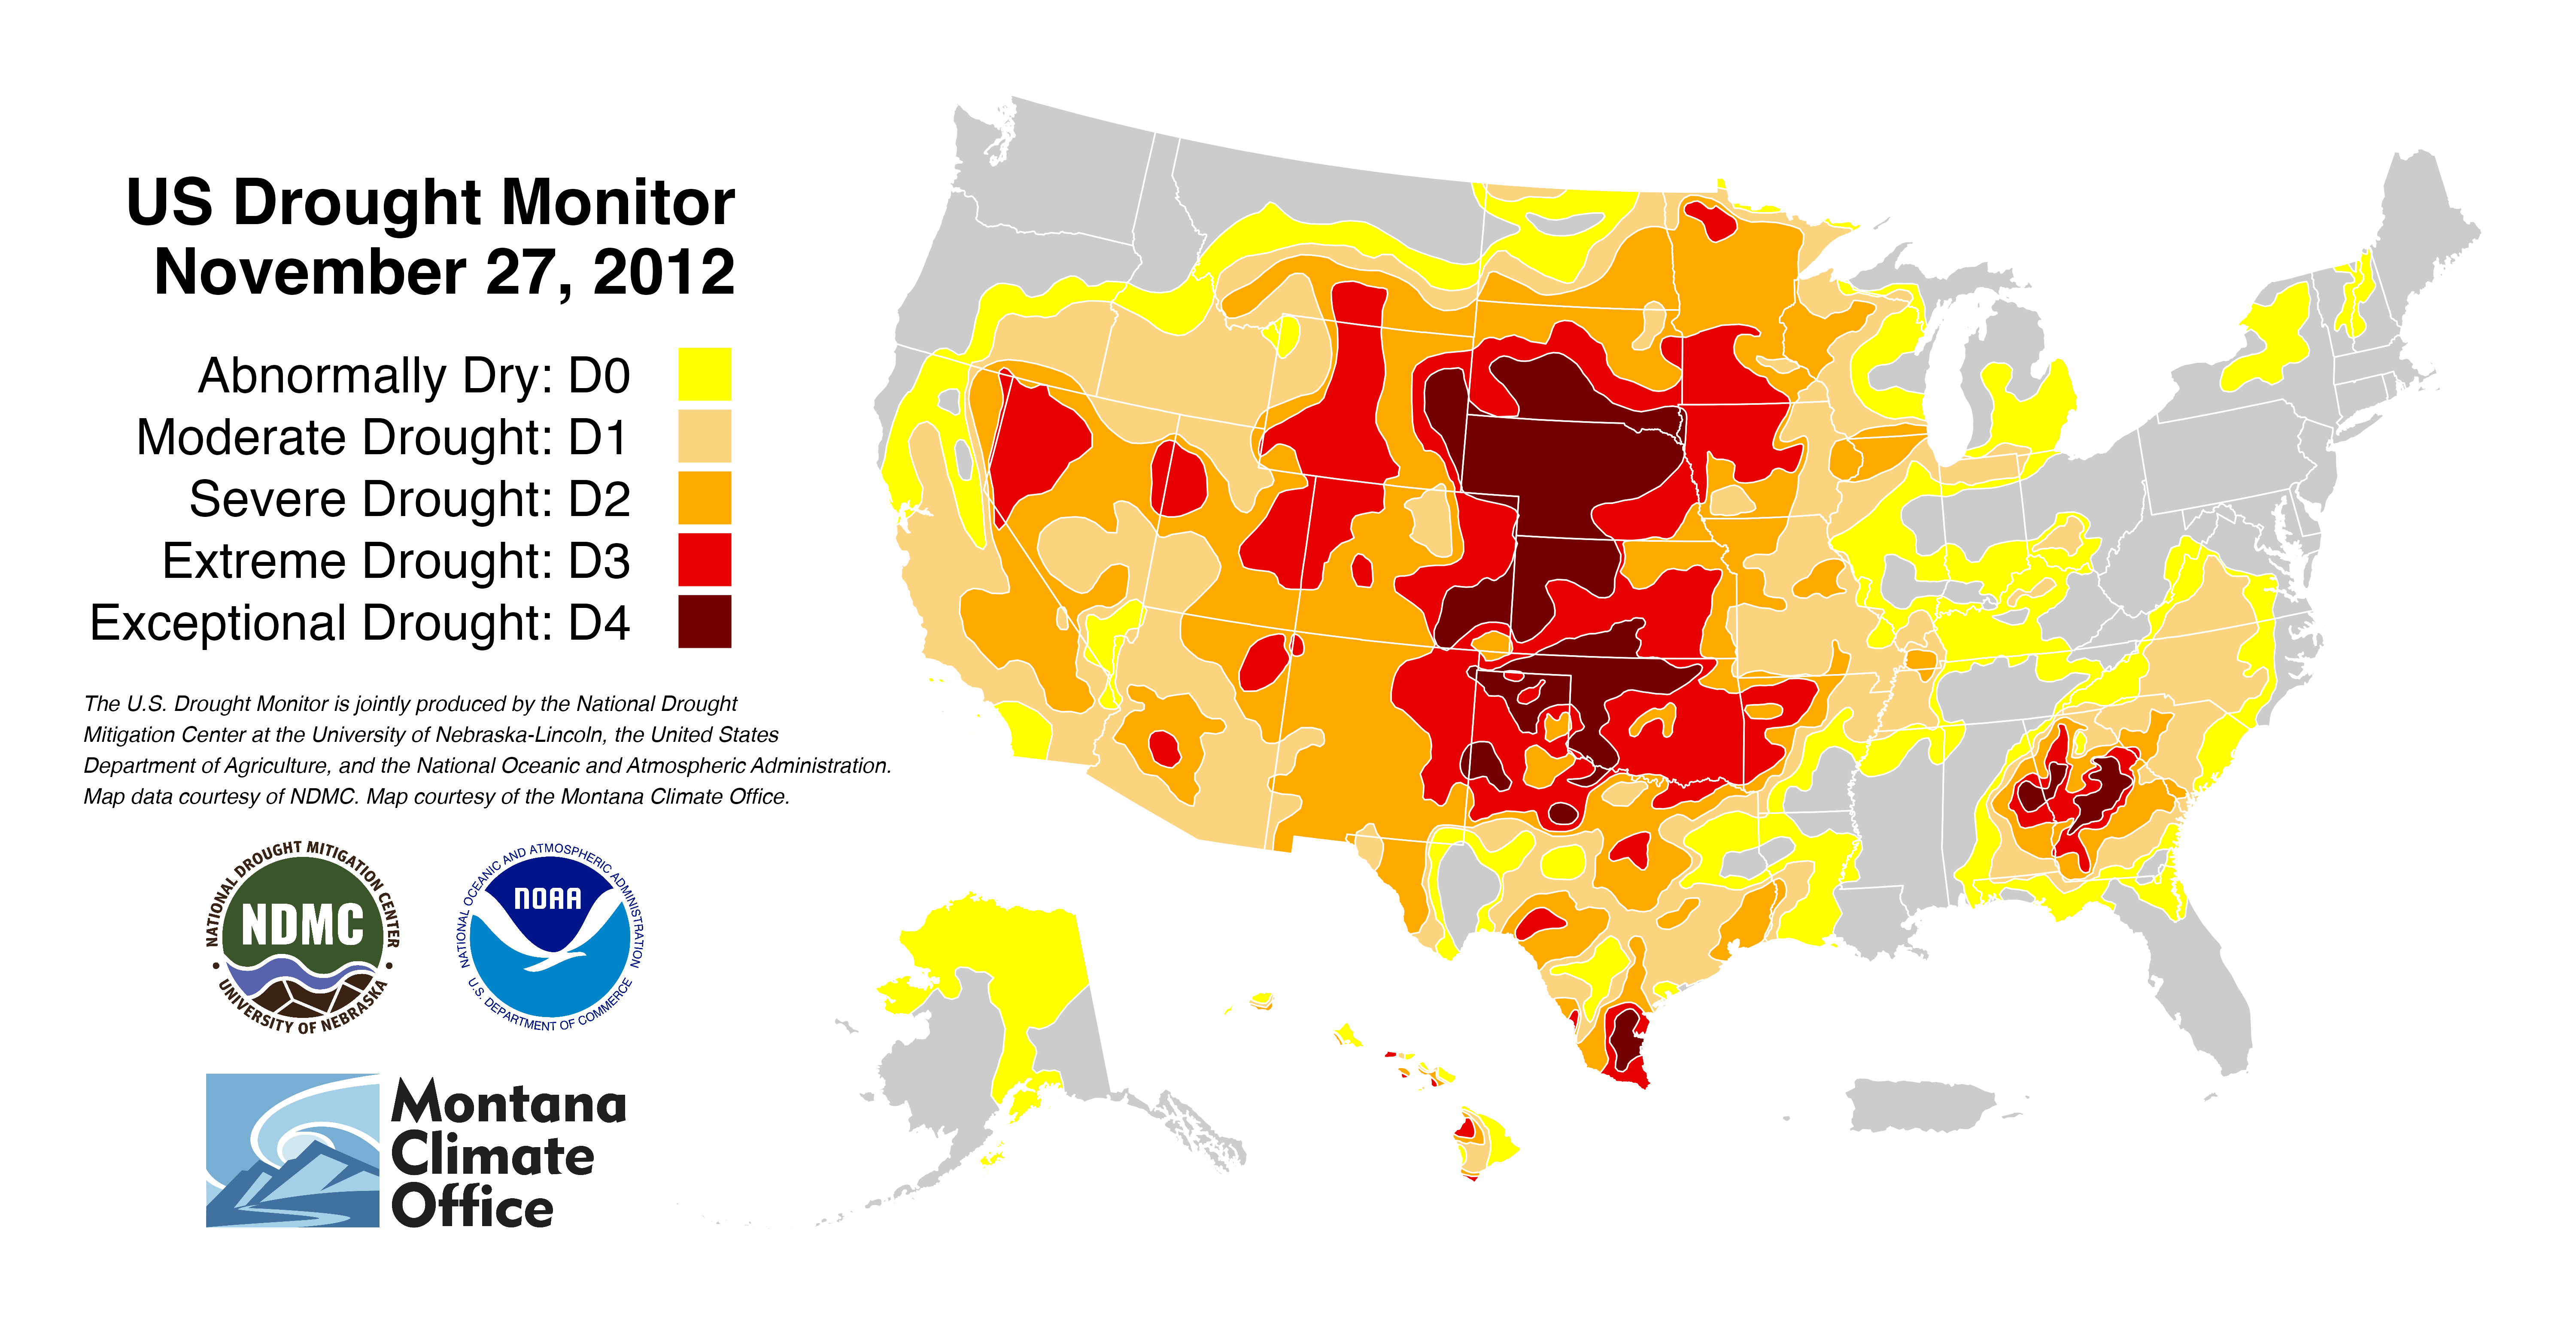 US Drought Monitor
November 27, 2012
Abnormally Dry: D0
Moderate Drought: D1
Severe Drought: D2
Extreme Drought: D3
Exceptional Drought: D4
The U.S. Drought Monitor is jointly produced by the National Drought
Mitigation Center at the University of Nebraska-Lincoln, the United States
Department of Agriculture, and the National Oceanic and Atmospheric Administration.
Map data courtesy of NDMC. Map courtesy of the Montana Climate Office.
NATIONAL DROUGHT MITIGATION CENTER
NDMC
• UNIVERSITY OF NEBRASKA •
NATIONAL OCEANIC AND ATMOSPHERIC ADMINISTRATION
NOAA
U.S. DEPARTMENT OF COMMERCE
Montana
Climate
Office